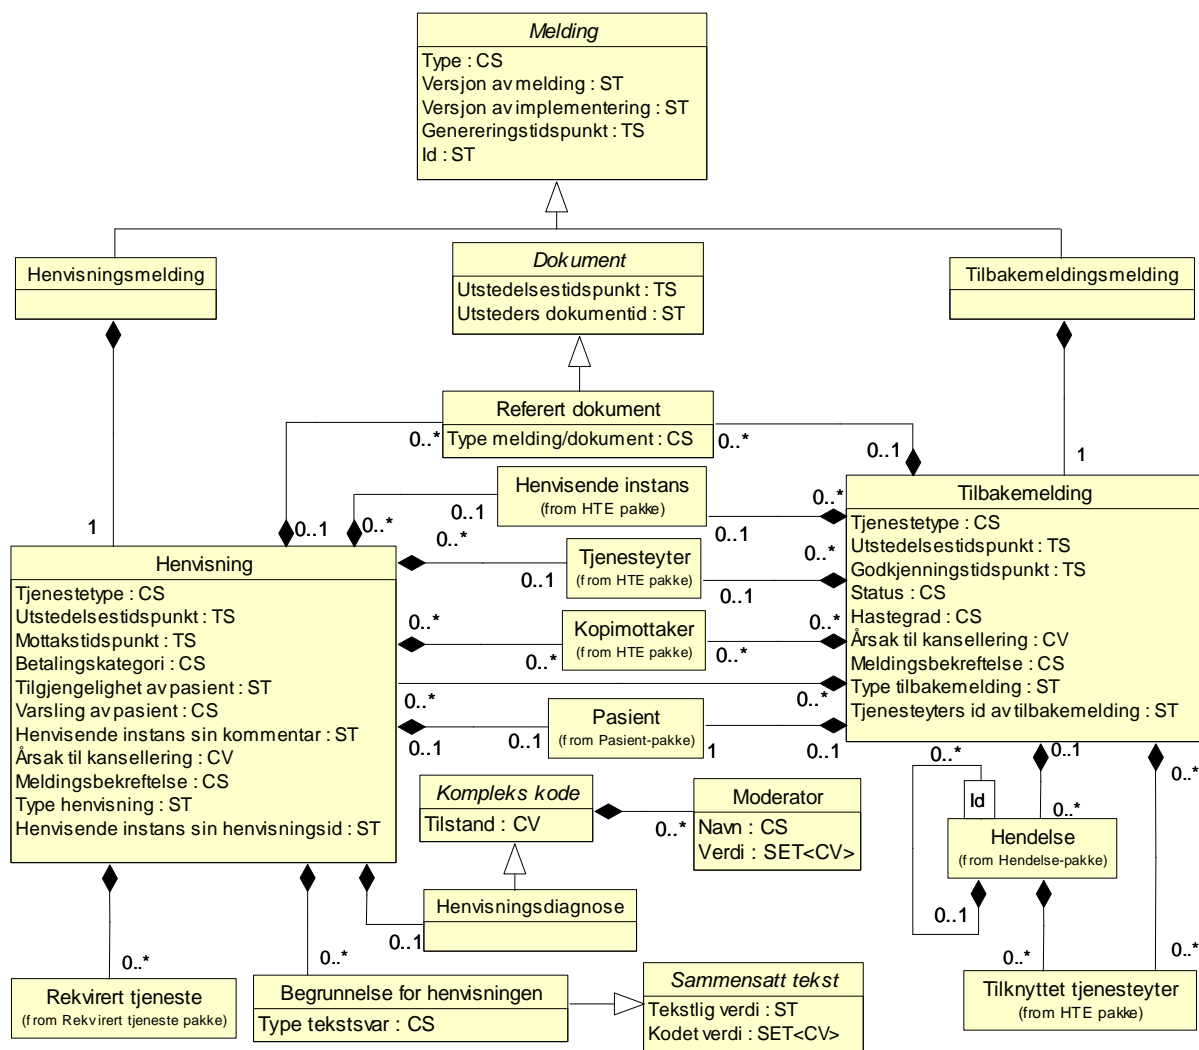 Melding
Type : CS
Versjon av melding : ST
Versjon av implementering : ST
Genereringstidspunkt : TS
Id : ST
Henvisningsmelding
Dokument
Utstedelsestidspunkt : TS
Utsteders dokumentid : ST
Tilbakemeldingsmelding
Referert dokument
Type melding/dokument : CS
0..*
0..*
0..1
1
0..1
1
Henvisende instans
(from HTE pakke)
0..*
0..1
0..1
0..*
Tjenesteyter
(from HTE pakke)
0..*
0..1
0..1
0..*
Kopimottaker
(from HTE pakke)
0..*
0..*
0..*
0..*
0..*
0..*
Pasient
(from Pasient-pakke)
0..1
0..1
1
0..1
Henvisning
Tjenestetype : CS
Utstedelsestidspunkt : TS
Mottakstidspunkt : TS
Betalingskategori : CS
Tilgjengelighet av pasient : ST
Varsling av pasient : CS
Henvisende instans sin kommentar : ST
Årsak til kansellering : CV
Meldingsbekreftelse : CS
Type henvisning : ST
Henvisende instans sin henvisningsid : ST
Tilbakemelding
Tjenestetype : CS
Utstedelsestidspunkt : TS
Godkjenningstidspunkt : TS
Status : CS
Hastegrad : CS
Årsak til kansellering : CV
Meldingsbekreftelse : CS
Type tilbakemelding : ST
Tjenesteyters id av tilbakemelding : ST
Kompleks kode
Tilstand : CV
0..*
Moderator
Navn : CS
Verdi : SET<CV>
0..*
0..1
0..*
Id
0..*
Hendelse
(from Hendelse-pakke)
0..1
Henvisningsdiagnose
0..1
0..*
0..*
0..*
0..*
Rekvirert tjeneste
(from Rekvirert tjeneste pakke)
Begrunnelse for henvisningen
Type tekstsvar : CS
Sammensatt tekst
Tekstlig verdi : ST
Kodet verdi : SET<CV>
Tilknyttet tjenesteyter
(from HTE pakke)